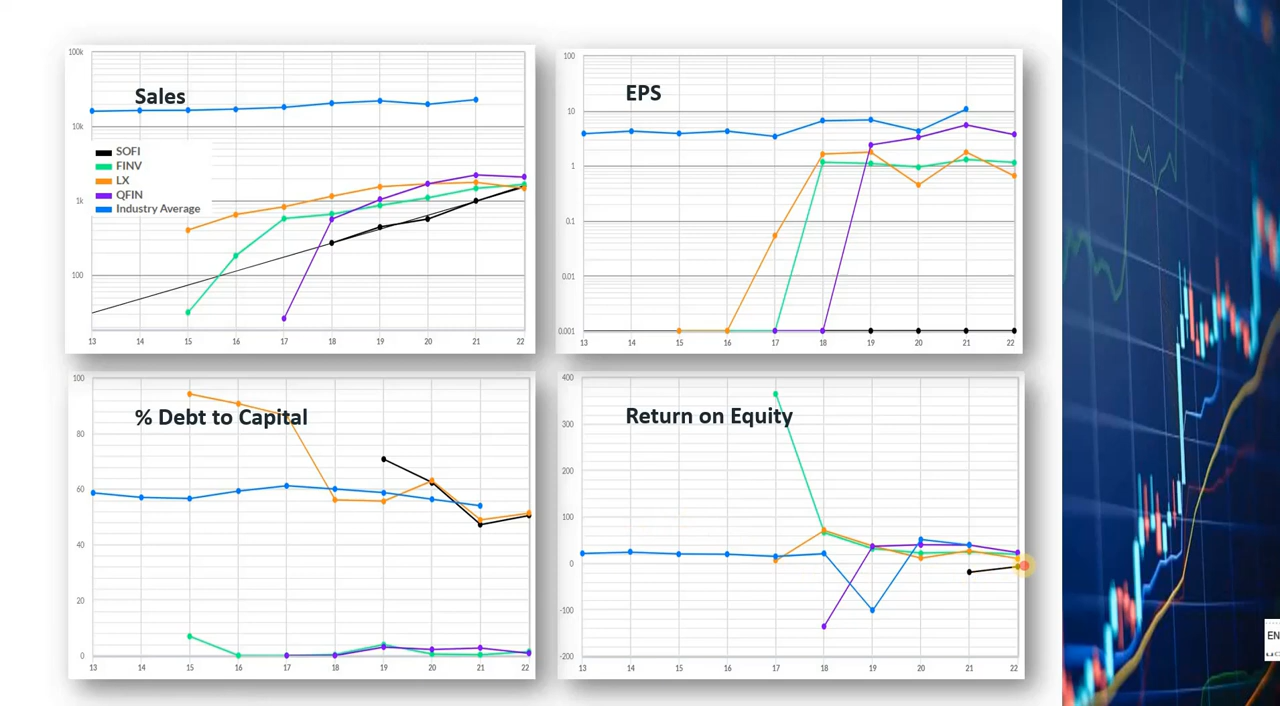 Sales
100k
10k
1k
100
SOFI
FINV
LX
QFIN
Industry Average
13 14 15 16 17 18 19 20 21 22
EPS
100
10
1
0.1
0.01
0.001
13 14 15 16 17 18 19 20 21 22
% Debt to Capital
100
80
60
40
20
0
13 14 15 16 17 18 19 20 21 22
Return on Equity
400
300
200
100
0
-100
-200
13 14 15 16 17 18 19 20 21 22
EN